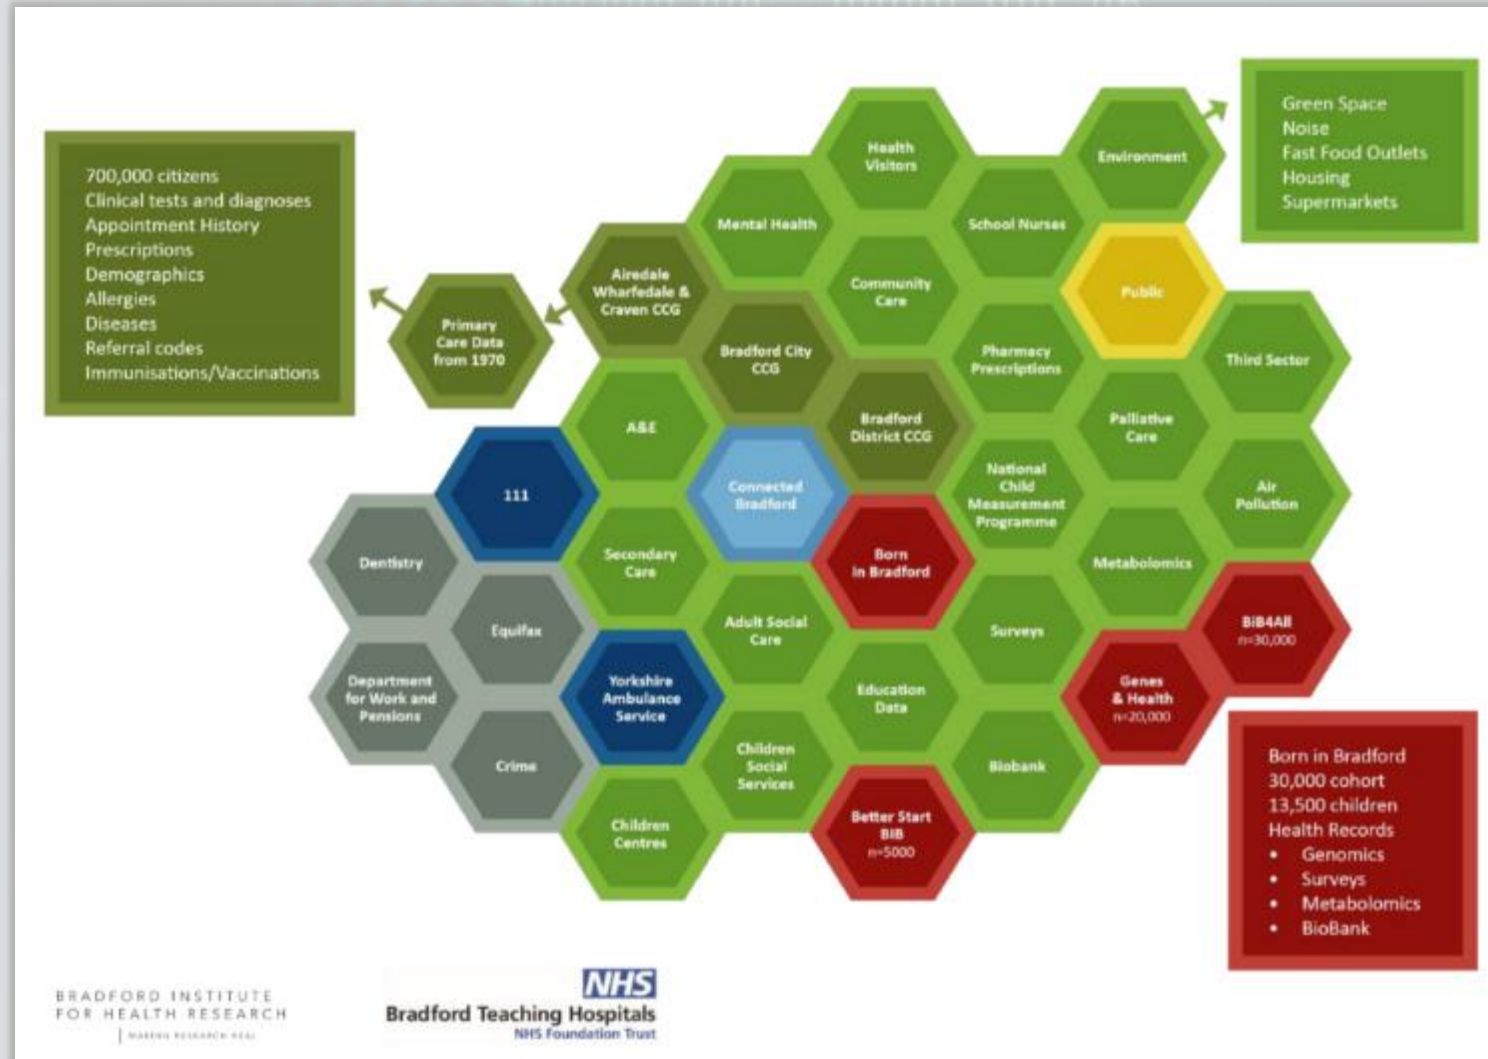 700,000 citizens
Clinical tests and diagnoses
Appointment History
Prescriptions
Demographics
Allergies
Diseases
Referral codes
Immunisations/Vaccinations
Primary
Care Data
from 1970
Airedale
Wharfedale &
Craven CCG
Mental Health
Health
Visitors
School Nurses
Environment
Green Space
Noise
Fast Food Outlets
Housing
Supermarkets
Bradford City
CCG
Community
Care
Public
Pharmacy
Prescriptions
Third Sector
A&E
Bradford
District CCG
Palliative
Care
111
Connected
Bradford
National
Child
Measurement
Programme
Air
Pollution
Dentistry
Secondary
Care
Born
in Bradford
Metabolomics
Equifax
Adult Social
Care
Surveys
BiB4All
n=30,000
Department
for Work and
Pensions
Yorkshire
Ambulance
Service
Education
Data
Genes
& Health
n=20,000
Crime
Children
Social
Services
Biobank
Children
Centres
Better Start
BIB
n=5000
Born in Bradford
30,000 cohort
13,500 children
Health Records
• Genomics
• Surveys
• Metabolomics
• BioBank
BRADFORD INSTITUTE
FOR HEALTH RESEARCH
MAKING RESEARCH REAL
NHS
Bradford Teaching Hospitals
NHS Foundation Trust